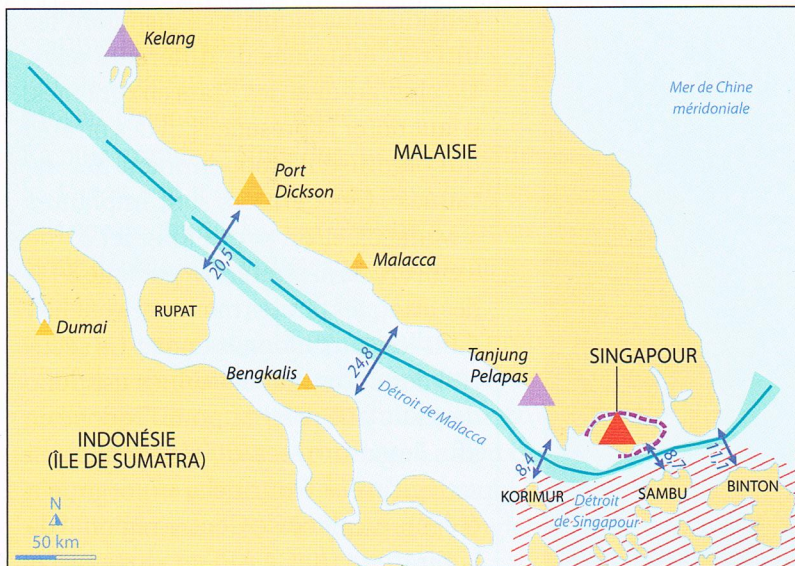 Kelang
Mer de Chine
méridoniale
MALAISIE
Port
Dickson
20,5
Malacca
RUPAT
Dumai
24,8
Bengkalis
Tanjung
Pelapas
SINGAPOUR
Détroit de Malacca
INDONÉSIE
(ÎLE DE SUMATRA)
8,4
8,7
11,1
KORIMUR
SAMBU
BINTON
Détroit
de Singapour
N
50 km